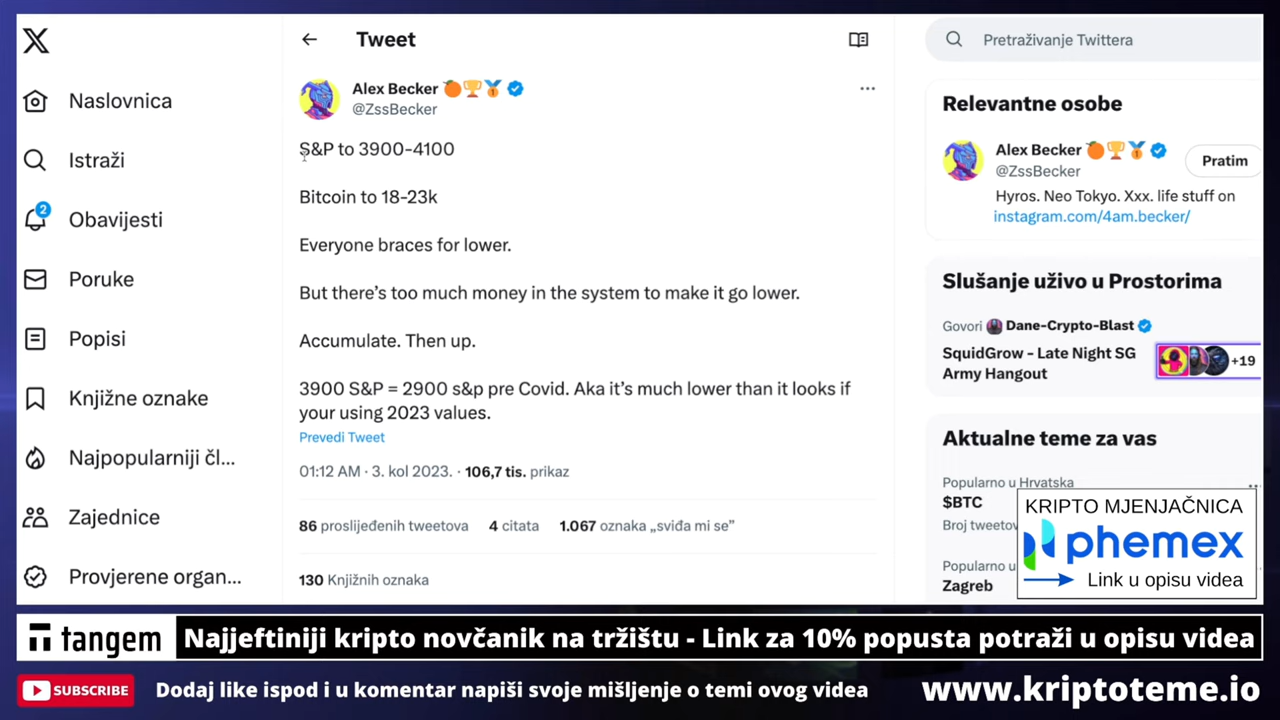 Tweet
Pretraživanje Twittera
Naslovnica
Istraži
2
Obavijesti
Poruke
Popisi
Knjižne oznake
Najpopularniji čl...
Zajednice
Provjerene organ...
Alex Becker
@ZssBecker
S&P to 3900-4100
Bitcoin to 18-23k
Everyone braces for lower.
But there’s too much money in the system to make it go lower.
Accumulate. Then up.
3900 S&P = 2900 s&p pre Covid. Aka it’s much lower than it looks if
your using 2023 values.
Prevedi Tweet
01:12 AM · 3. kol 2023. · 106,7 tis. prikaz
86 proslijeđenih tweetova 4 citata 1.067 oznaka „sviđa mi se”
130 Knjižnih oznaka
Relevantne osobe
Alex Becker
@ZssBecker
Pratim
Hyros. Neo Tokyo. Xxx. life stuff on
instagram.com/4am.becker/
Slušanje uživo u Prostorima
Govori Dane-Crypto-Blast
SquidGrow - Late Night SG
Army Hangout
+19
Aktualne teme za vas
Popularno u Hrvatska
$BTC
Broj tweetov
Popularno u
Zagreb
KRIPTO MJENJAČNICA
phemex
Link u opisu videa
tangem
Najjeftiniji kripto novčanik na tržištu - Link za 10% popusta potraži u opisu videa
SUBSCRIBE
Dodaj like ispod i u komentar napiši svoje mišljenje o temi ovog videa
www.kriptoteme.io